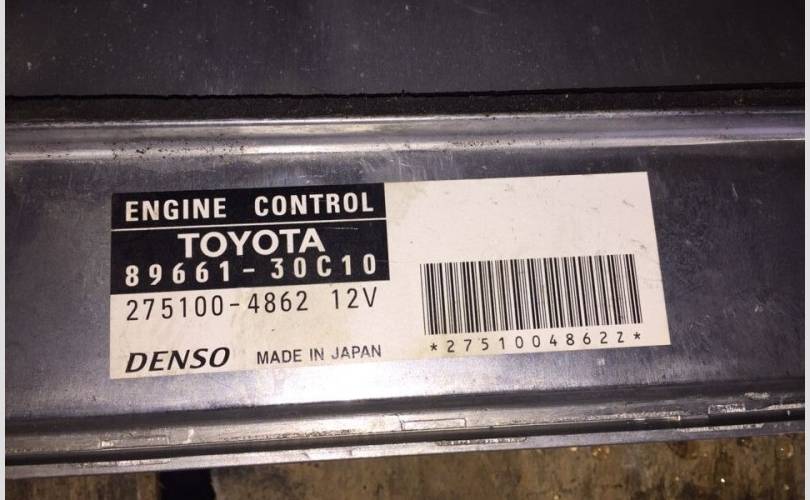 ENGINE CONTROL
TOYOTA
89661-30C10
275100-4862 12V
DENSO MADE IN JAPAN
*2751004862Z*